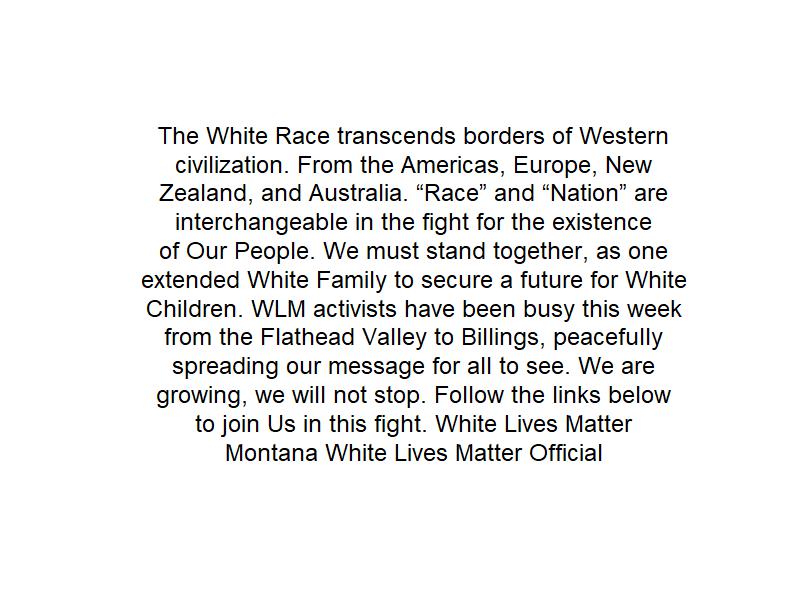 The White Race transcends borders of Western
civilization. From the Americas, Europe, New
Zealand, and Australia. “Race” and “Nation” are
interchangeable in the fight for the existence
of Our People. We must stand together, as one
extended White Family to secure a future for White
Children. WLM activists have been busy this week
from the Flathead Valley to Billings, peacefully
spreading our message for all to see. We are
growing, we will not stop. Follow the links below
to join Us in this fight. White Lives Matter
Montana White Lives Matter Official